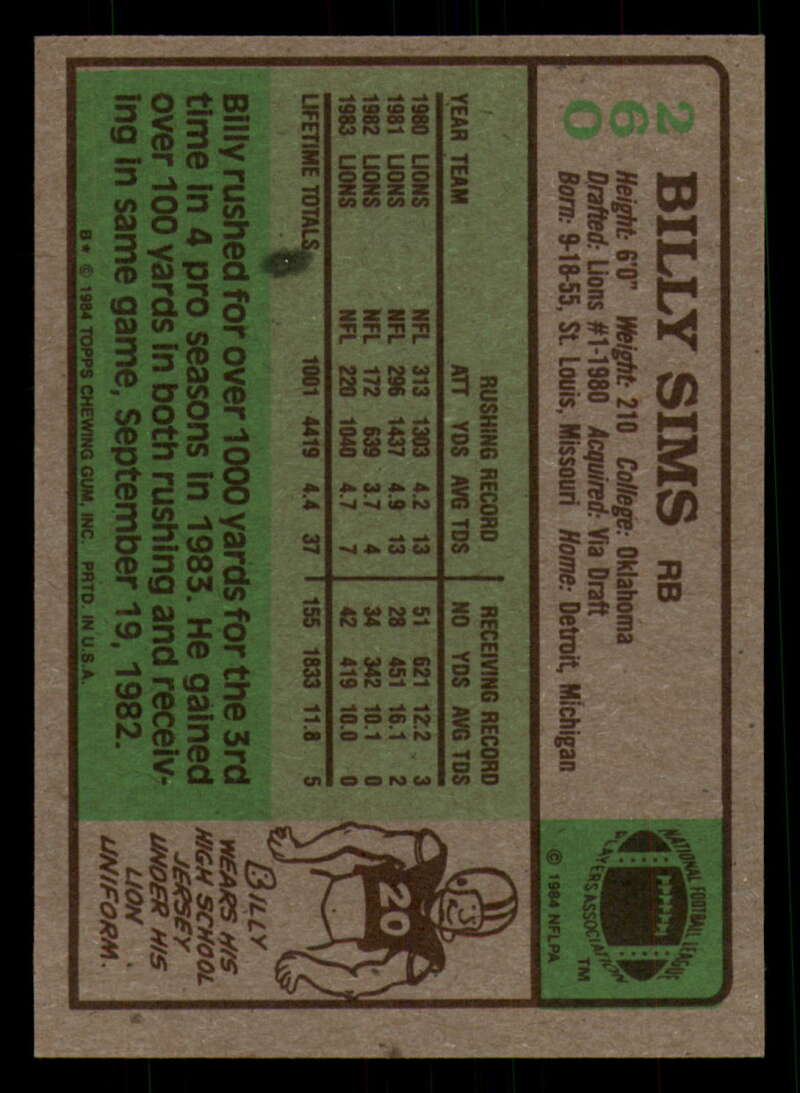 260
BILLY SIMS RB
Height: 6'0" Weight: 210 College: Oklahoma
Drafted: Lions #1-1980 Acquired: Via Draft
Born: 9-18-55, St. Louis, Missouri Home: Detroit, Michigan
NATIONAL FOOTBALL LEAGUE
PLAYERS ASSOCIATION
TM
© 1984 NFLPA
RUSHING RECORD RECEIVING RECORD
YEAR TEAM ATT YDS AVG TDS NO YDS AVG TDS
1980 LIONS NFL 313 1303 4.2 13 51 621 12.2 3
1981 LIONS NFL 296 1437 4.9 13 28 451 16.1 2
1982 LIONS NFL 172 639 3.7 4 34 342 10.1 0
1983 LIONS NFL 220 1040 4.7 7 42 419 10.0 0
LIFETIME TOTALS 1001 4419 4.4 37 155 1833 11.8 5
Billy rushed for over 1000 yards for the 3rd
time in 4 pro seasons in 1983. He gained
over 100 yards in both rushing and receiv-
ing in same game, September 19, 1982.
B* © 1984 TOPPS CHEWING GUM, INC. PRTD. IN U.S.A.
20
BILLY
WEARS HIS
HIGH SCHOOL
JERSEY
UNDER HIS
LION
UNIFORM.